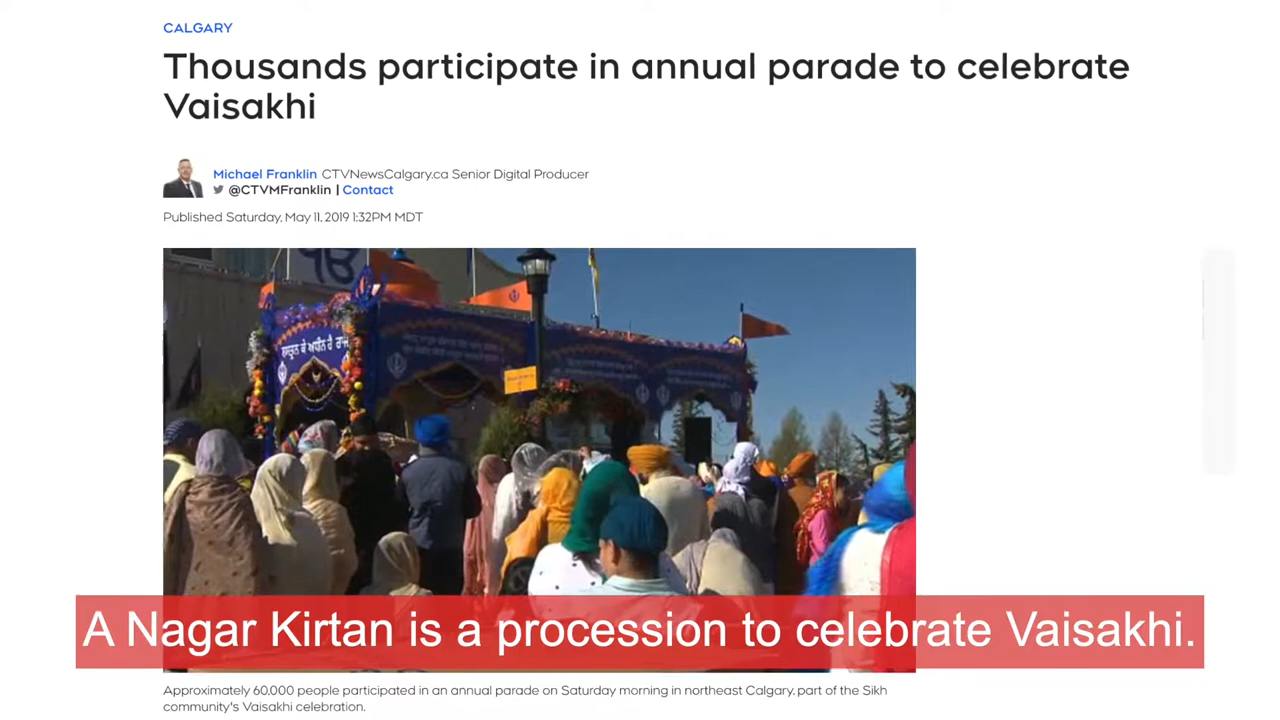 CALGARY
Thousands participate in annual parade to celebrate
Vaisakhi
Michael Franklin CTVNewsCalgary.ca Senior Digital Producer
@CTVMFranklin | Contact
Published Saturday, May 11, 2019 1:32PM MDT
ੴ
A Nagar Kirtan is a procession to celebrate Vaisakhi.
Approximately 60,000 people participated in an annual parade on Saturday morning in northeast Calgary, part of the Sikh
community's Vaisakhi celebration.